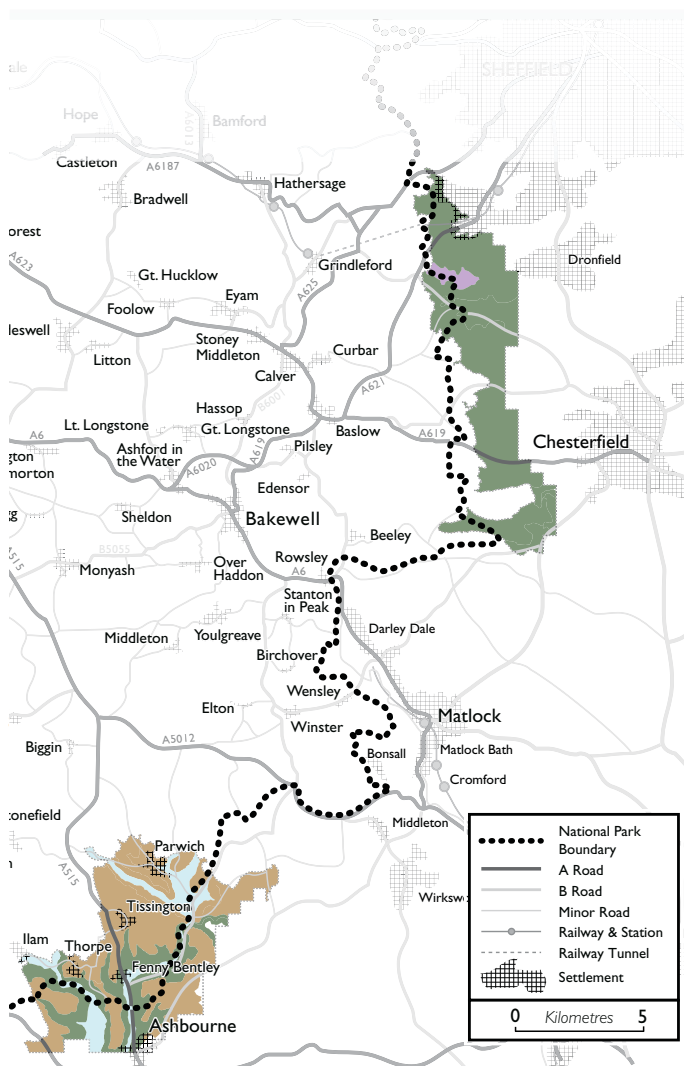 SHEFFIELD
Hope
A6013
Bamford
Castleton
A6187
Hathersage
Bradwell
orest
A623
Grindleford
Dronfield
Gt. Hucklow
A625
Eyam
Foolow
leswell
Stoney
Middleton
Curbar
Litton
Calver
A621
B6001
Hassop
Lt. Longstone
Gt. Longstone
A6
A619
Baslow
A619
Chesterfield
Ashford in
the Water
Pilsley
gton
morton
A6020
Edensor
Sheldon
Bakewell
Beeley
B5055
A515
Over
Haddon
Rowsley
Monyash
A6
Stanton
in Peak
Darley Dale
Middleton
Youlgreave
Birchover
Wensley
Elton
Matlock
Winster
A5012
Biggin
Bonsall
Matlock Bath
Cromford
tonefield
Middleton
Parwich
A515
Wirksw
Tissington
Ilam
Thorpe
Fenny Bentley
Ashbourne
National Park
Boundary
A Road
B Road
Minor Road
Railway & Station
Railway Tunnel
Settlement
0 Kilometres 5